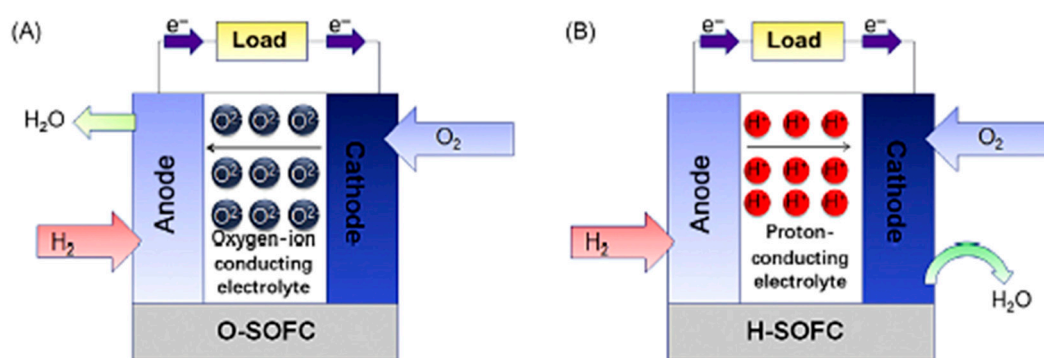 (A)
e⁻
Load
e⁻
H₂O
Anode
O²⁻ O²⁻ O²⁻
O²⁻ O²⁻ O²⁻
O²⁻ O²⁻ O²⁻
Cathode
O₂
H₂
Oxygen-ion
conducting
electrolyte
O-SOFC
(B)
e⁻
Load
e⁻
Anode
H⁺ H⁺ H⁺
H⁺ H⁺ H⁺
H⁺ H⁺ H⁺
Cathode
O₂
H₂
Proton-
conducting
electrolyte
H₂O
H-SOFC